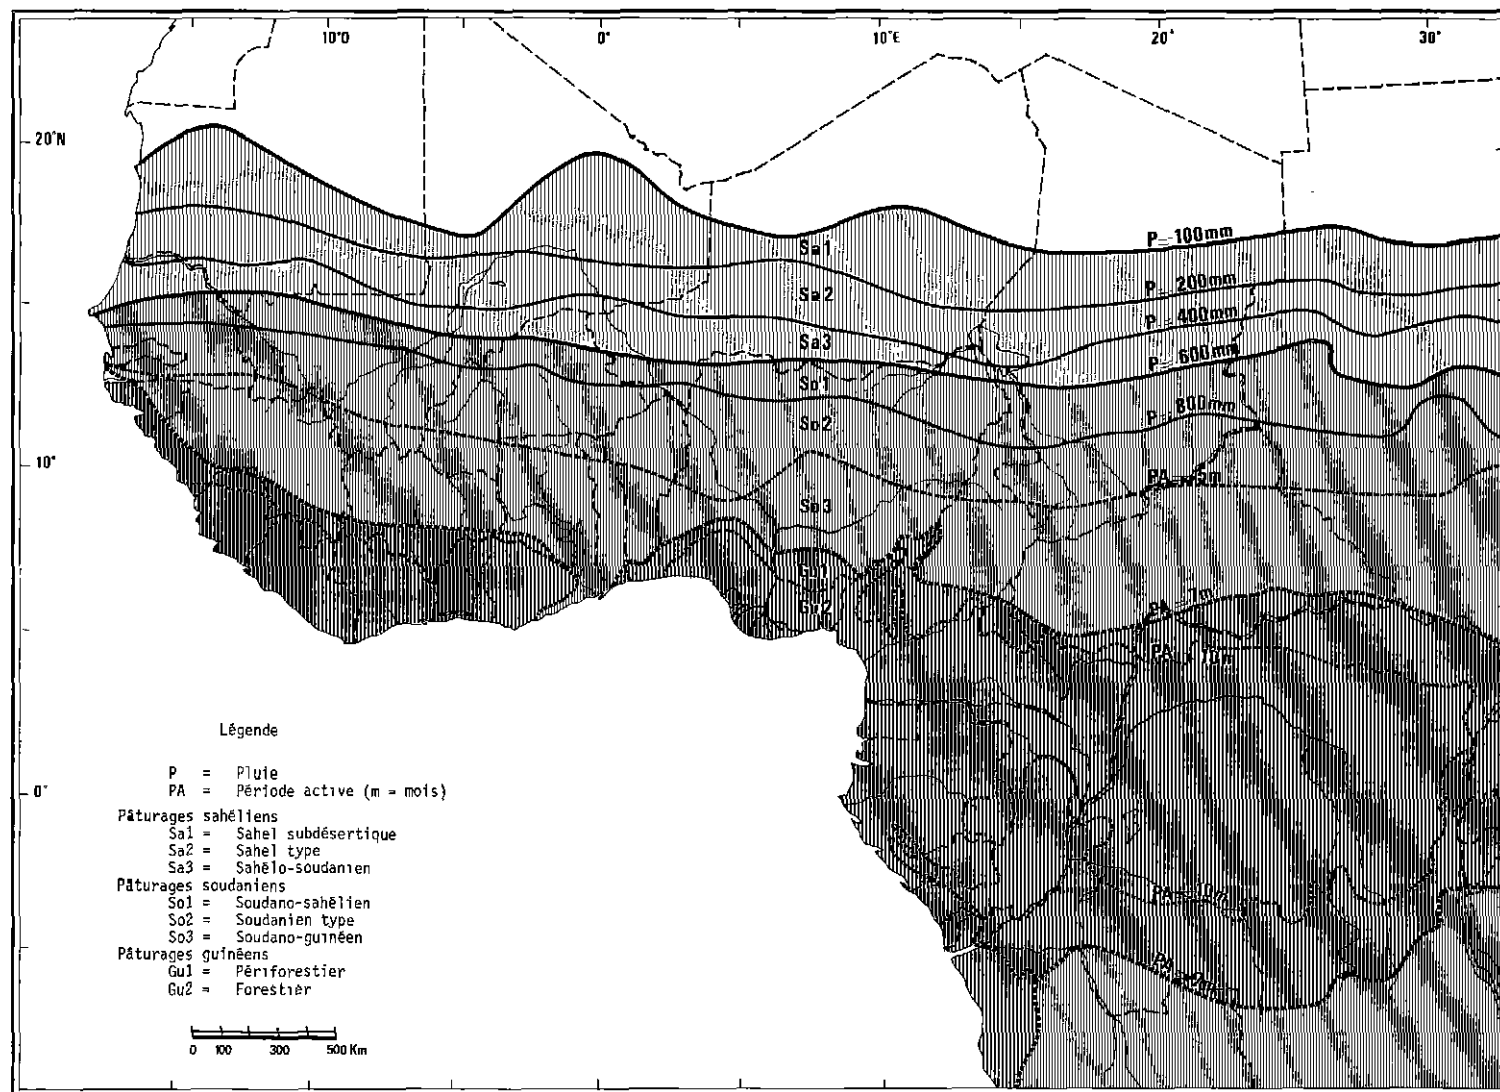 10°O 0° 10°E 20° 30°
20°N
P=100mm
Sa1
P=200mm
Sa2
P=400mm
Sa3
P=600mm
So1
P=800mm
So2
10°
So3
Gu1
PA=7m
Gu2
PA=10m
Légende
P = Pluie
PA = Période active (m = mois)
0°
Pâturages sahéliens
Sa1 = Sahel subdésertique
Sa2 = Sahel type
Sa3 = Sahélo-soudanien
Pâturages soudaniens
So1 = Soudano-sahélien
PA=10m
So2 = Soudanien type
So3 = Soudano-guinéen
Pâturages guinéens
Gu1 = Périforestier
Gu2 = Forestier
0 100 300 500 Km